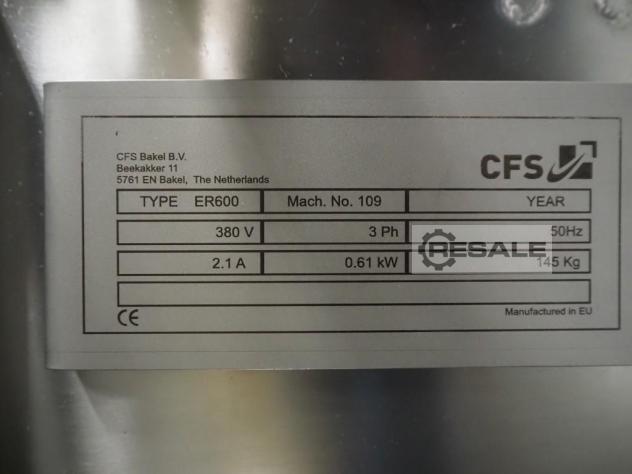 CFS Bakel B.V.
Beekakker 11
5761 EN Bakel, The Netherlands
CFS
TYPE ER600 Mach. No. 109 YEAR
380 V 3 Ph 50Hz
RESALE
2.1 A 0.61 kW 145 Kg
CE Manufactured in EU